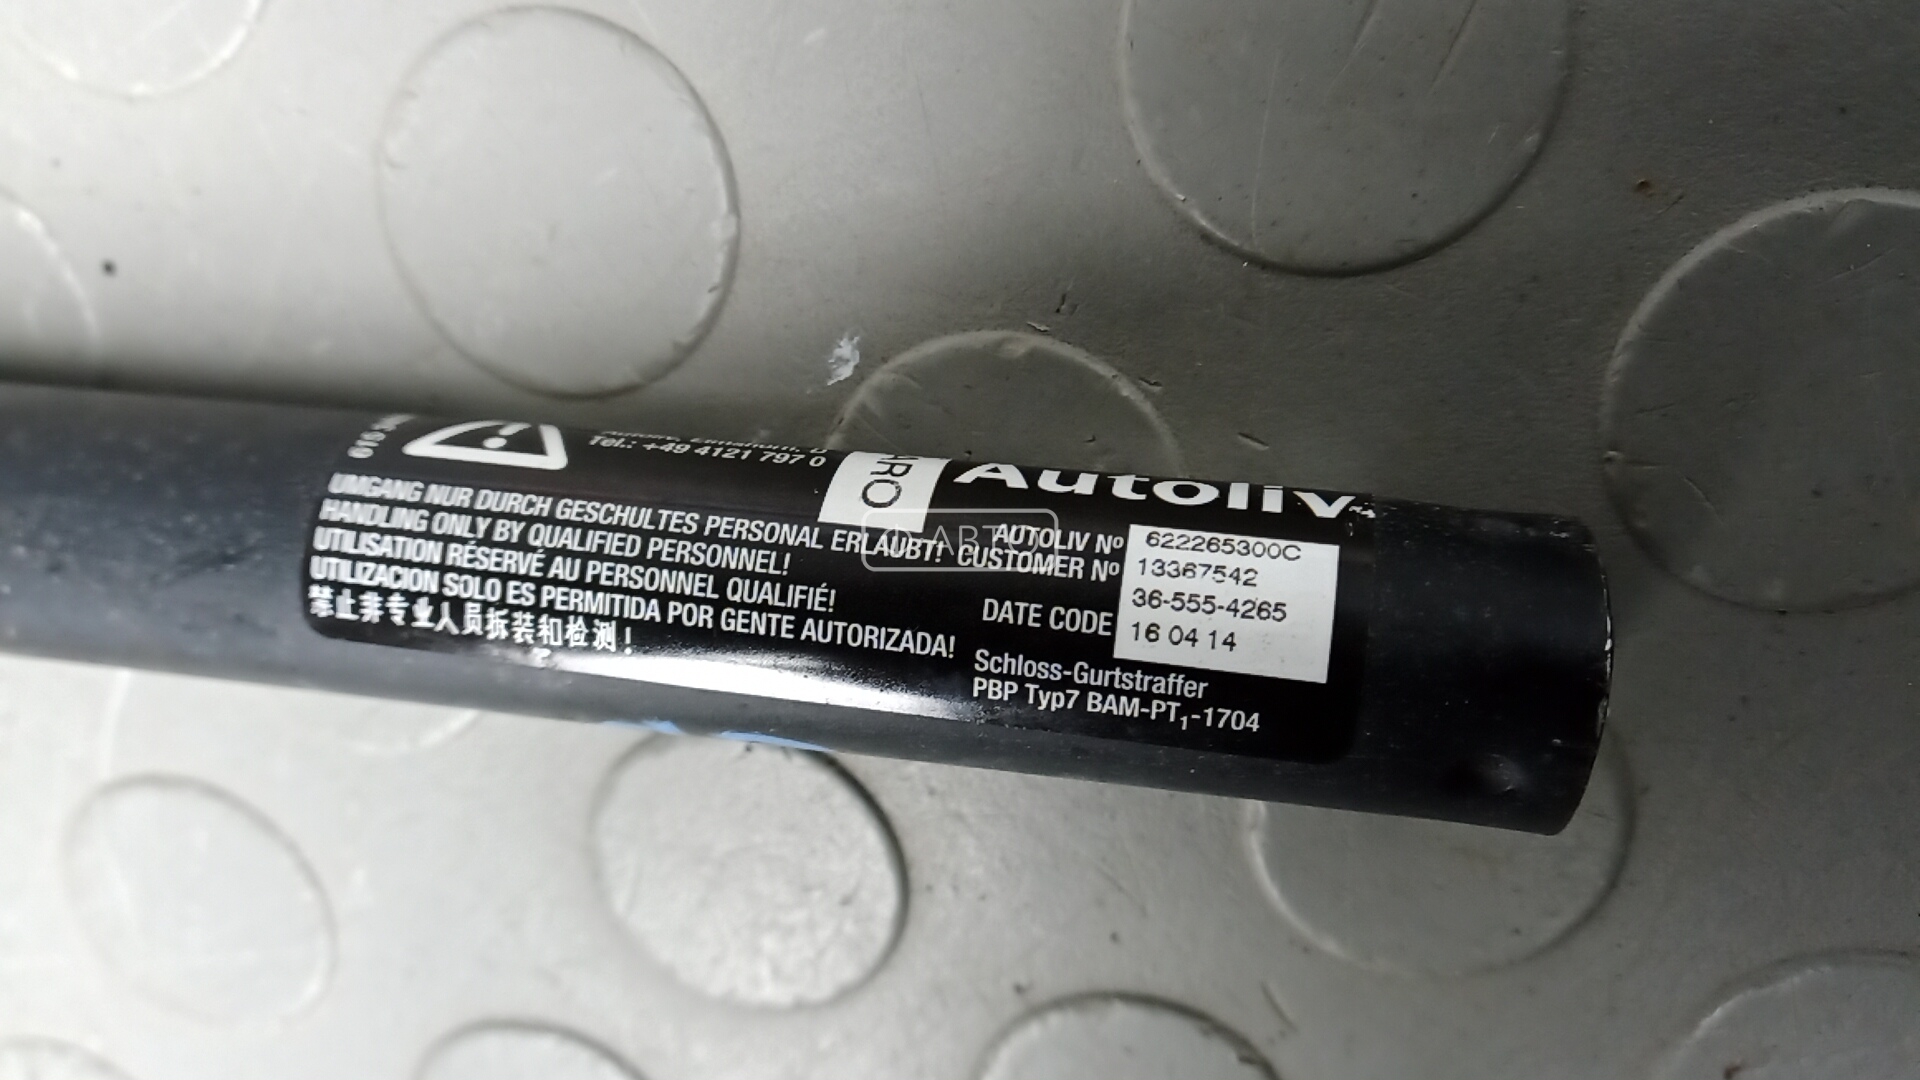 Tel.: +49 4121 797 0
UMGANG NUR DURCH GESCHULTES PERSONAL ERLAUBT!
HANDLING ONLY BY QUALIFIED PERSONNEL!
UTILISATION RÉSERVÉ AU PERSONNEL QUALIFIÉ!
UTILIZACION SOLO ES PERMITIDA POR GENTE AUTORIZADA!
禁止非专业人员拆装和检测!
ARO
Autoliv
AUTOLIV Nº 622265300C
CUSTOMER Nº 13367542
36-555-4265
DATE CODE 16 04 14
Schloss-Gurtstraffer
PBP Typ7 BAM-PT₁-1704